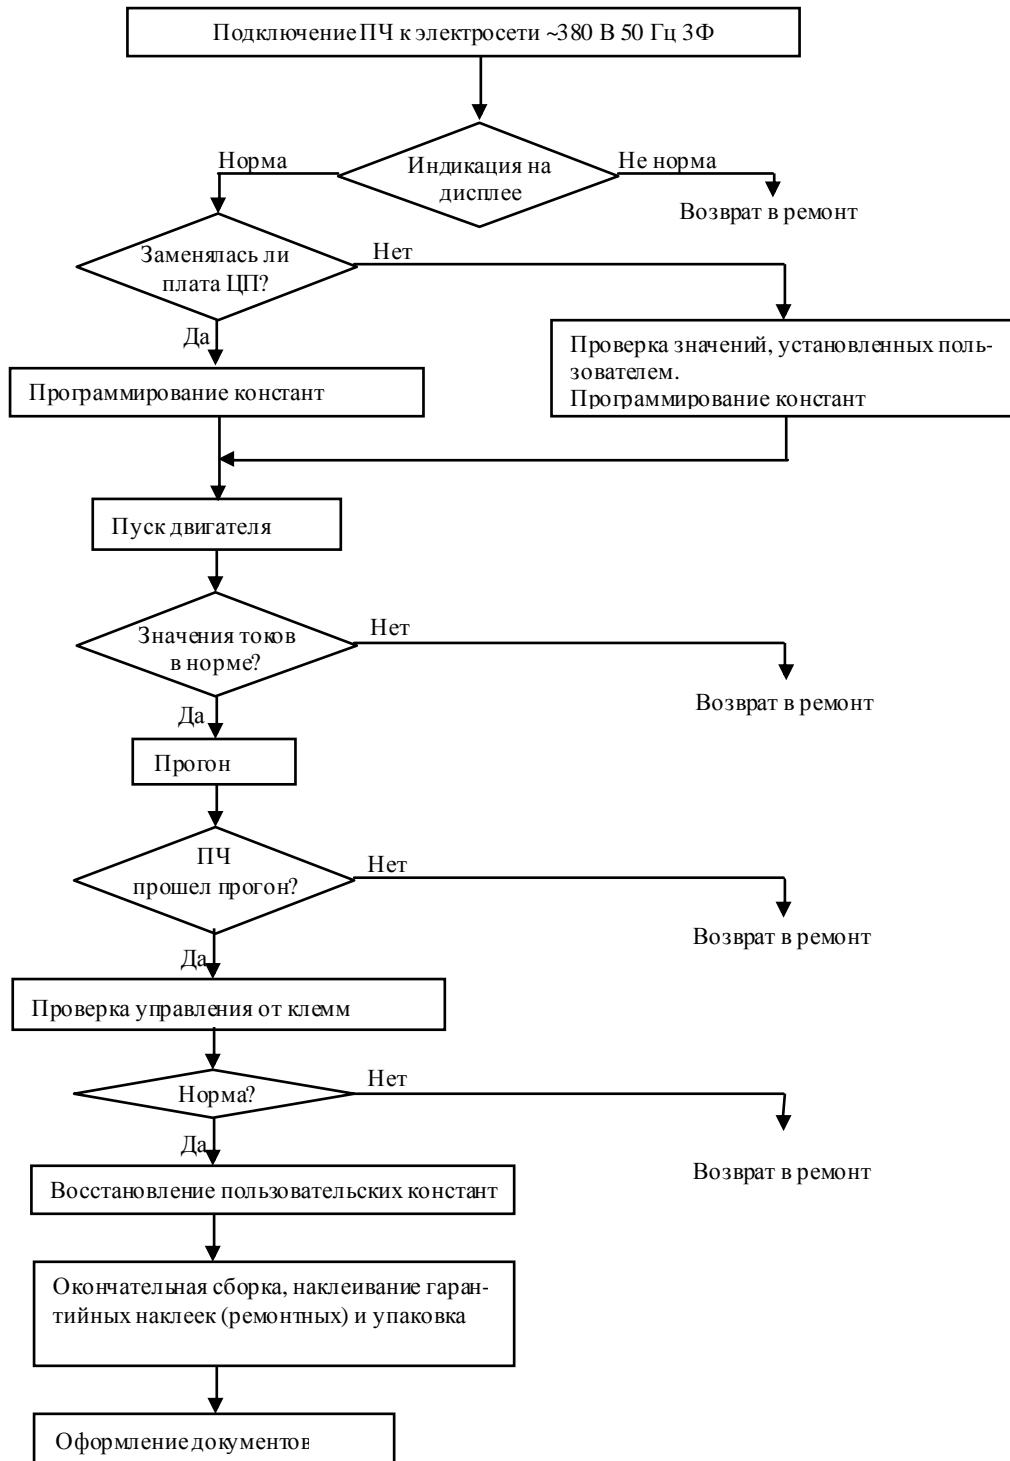 Подключение ПЧ к электросети ~380 В 50 Гц 3Ф
Норма
Индикация на
дисплее
Не норма
Возврат в ремонт
Заменялась ли
плата ЦП?
Нет
Да
Проверка значений, установленных поль-
зователем.
Программирование констант
Программирование констант
Пуск двигателя
Значения токов
в норме?
Нет
Возврат в ремонт
Да
Прогон
ПЧ
прошел прогон?
Нет
Возврат в ремонт
Да
Проверка управления от клемм
Норма?
Нет
Да
Возврат в ремонт
Восстановление пользовательских констант
Окончательная сборка, наклеивание гаран-
тийных наклеек (ремонтных) и упаковка
Оформление документов